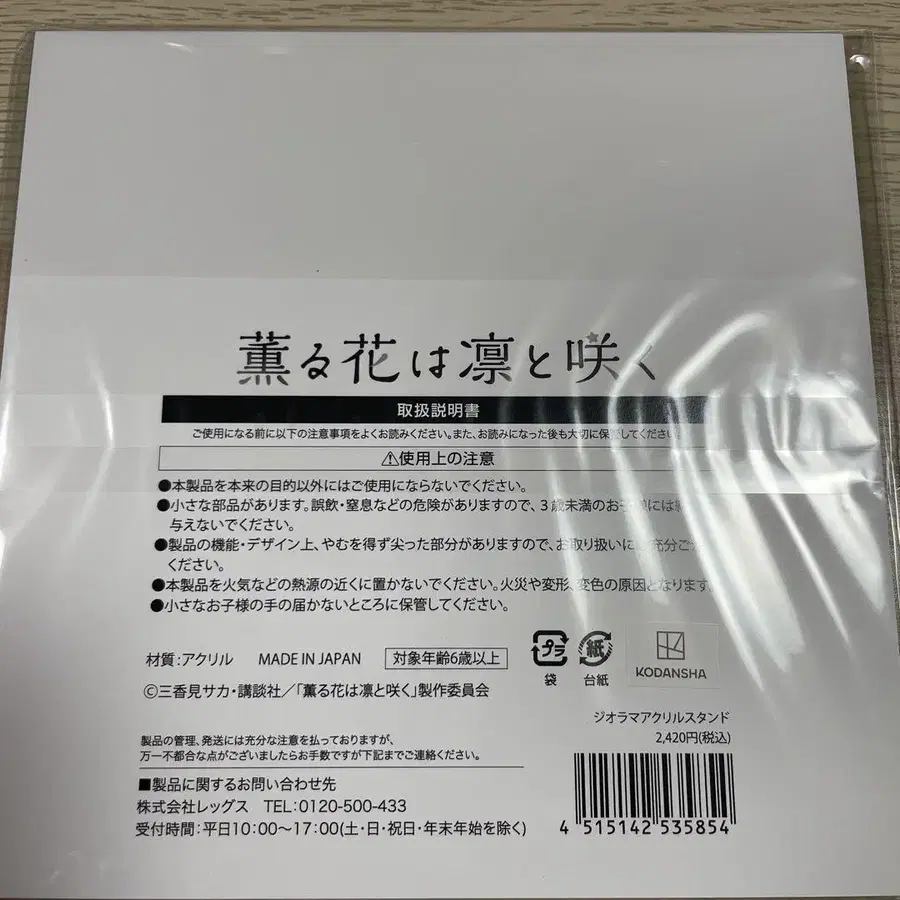 薫る花は凛と咲く
取扱説明書
ご使用になる前に以下の注意事項をよくお読みください。また、お読みになった後も大切に保管してください。
⚠使用上の注意
●本製品を本来の目的以外にはご使用にならないでください。
●小さな部品があります。誤飲・窒息などの危険がありますので、3歳未満のお子様には
与えないでください。
●製品の機能・デザイン上、やむを得ず尖った部分がありますので、お取り扱いに 充分ご
ください。
●本製品を火気などの熱源の近くに置かないでください。火災や変形、変色の原因となります。
●小さなお子様の手の届かないところに保管してください。
材質:アクリル MADE IN JAPAN 対象年齢6歳以上
プラ 袋 紙 台紙 KODANSHA
©三香見サカ・講談社/「薫る花は凛と咲く」製作委員会
ジオラマアクリルスタンド
2,420円(税込)
製品の管理、発送には充分な注意を払っておりますが、
万一不都合な点がございましたらお手数ですが下記までご連絡ください。
■製品に関するお問い合わせ先
株式会社レッグス TEL:0120-500-433
受付時間:平日10:00〜17:00(土・日・祝日・年末年始を除く)
4 515142 535854